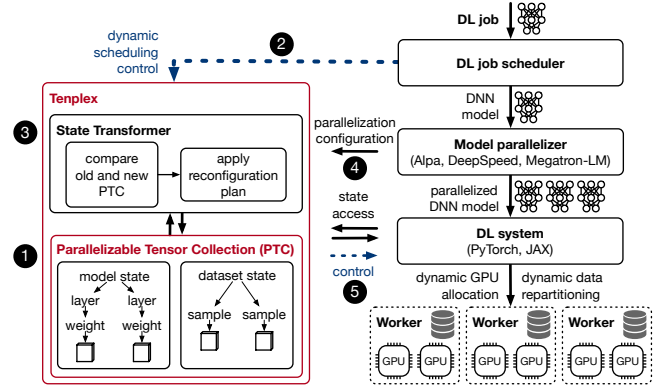 DL job
2
dynamic
scheduling
control
DL job scheduler
Tenplex
DNN
model
3
State Transformer
parallelization
configuration
Model parallelizer
(Alpa, DeepSpeed, Megatron-LM)
compare
old and new
PTC
apply
reconfiguration
plan
4
parallelized
DNN model
state
access
DL system
(PyTorch, JAX)
1
Parallelizable Tensor Collection (PTC)
control
5
model state
layer
layer
weight
weight
dataset state
sample
sample
dynamic GPU
allocation
dynamic data
repartitioning
Worker
Worker
Worker
GPU
GPU
GPU
GPU
GPU
GPU